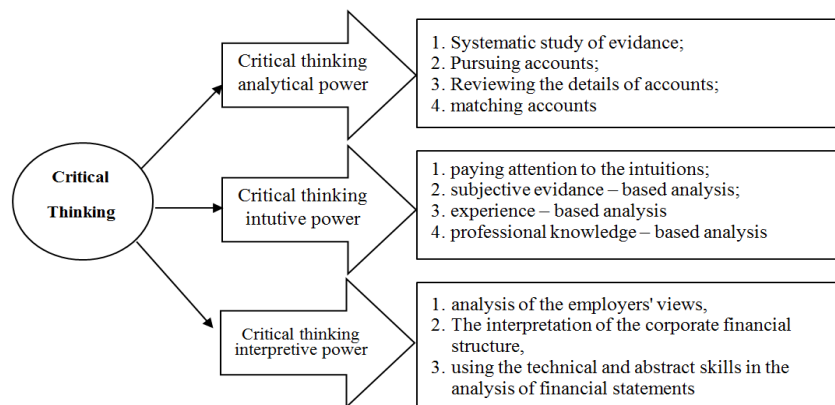 Critical
Thinking
Critical thinking
analytical power
1. Systematic study of evidence;
2. Pursuing accounts;
3. Reviewing the details of accounts;
4. matching accounts
Critical thinking
intutive power
1. paying attention to the intuitions;
2. subjective evidence – based analysis;
3. experience – based analysis
4. professional knowledge – based analysis
Critical thinking
interpretive power
1. analysis of the employers' views,
2. The interpretation of the corporate financial
structure,
3. using the technical and abstract skills in the
analysis of financial statements